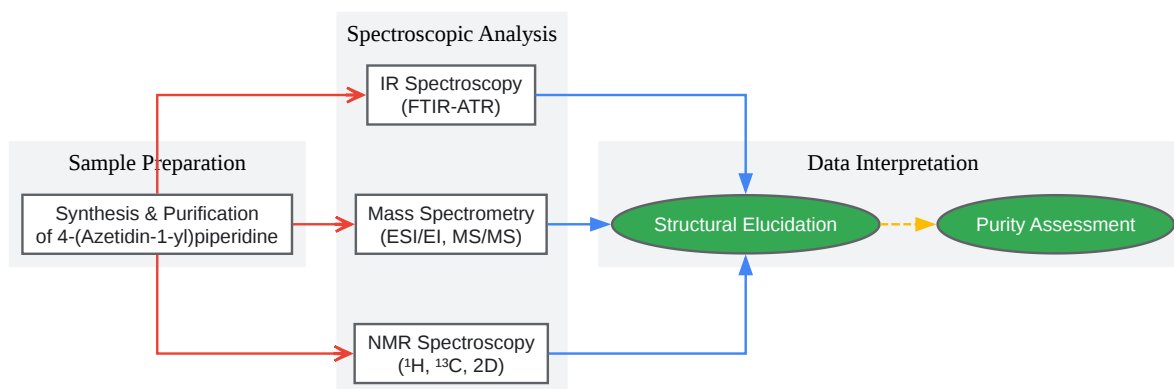 Spectroscopic Analysis
IR Spectroscopy
(FTIR-ATR)
Sample Preparation
Data Interpretation
Synthesis & Purification
of 4-(Azetidin-1-yl)piperidine
Mass Spectrometry
(ESI/EI, MS/MS)
Structural Elucidation
Purity Assessment
NMR Spectroscopy
(¹H, ¹³C, 2D)